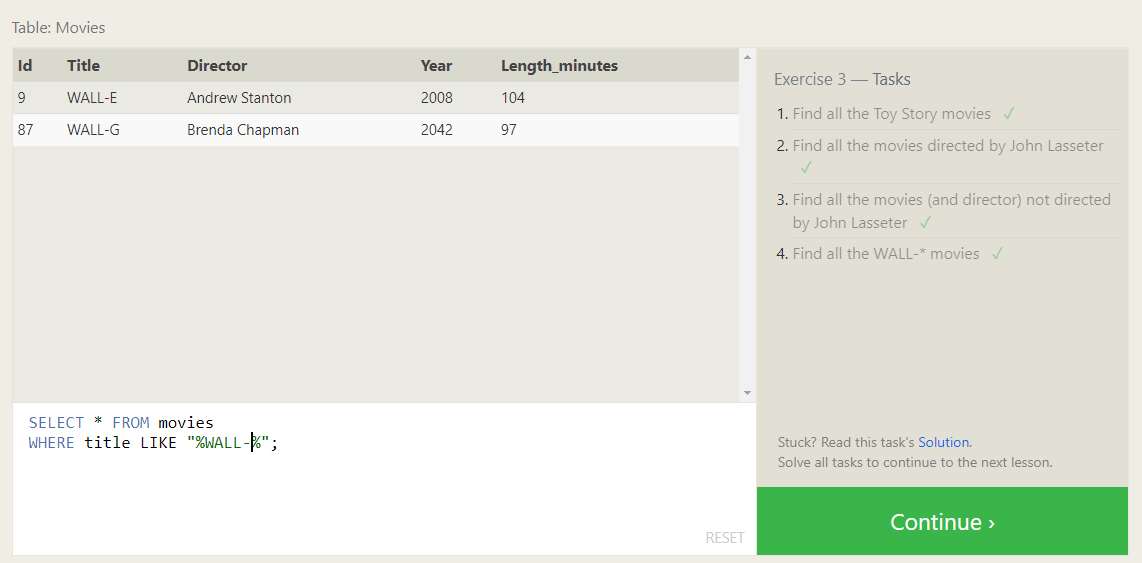 Table: Movies
Id Title Director Year Length_minutes
9 WALL-E Andrew Stanton 2008 104
87 WALL-G Brenda Chapman 2042 97
SELECT * FROM movies
WHERE title LIKE "%WALL-%";
RESET
Exercise 3 — Tasks
1. Find all the Toy Story movies ✓
2. Find all the movies directed by John Lasseter
✓
3. Find all the movies (and director) not directed
by John Lasseter ✓
4. Find all the WALL-* movies ✓
Stuck? Read this task's Solution.
Solve all tasks to continue to the next lesson.
Continue ›